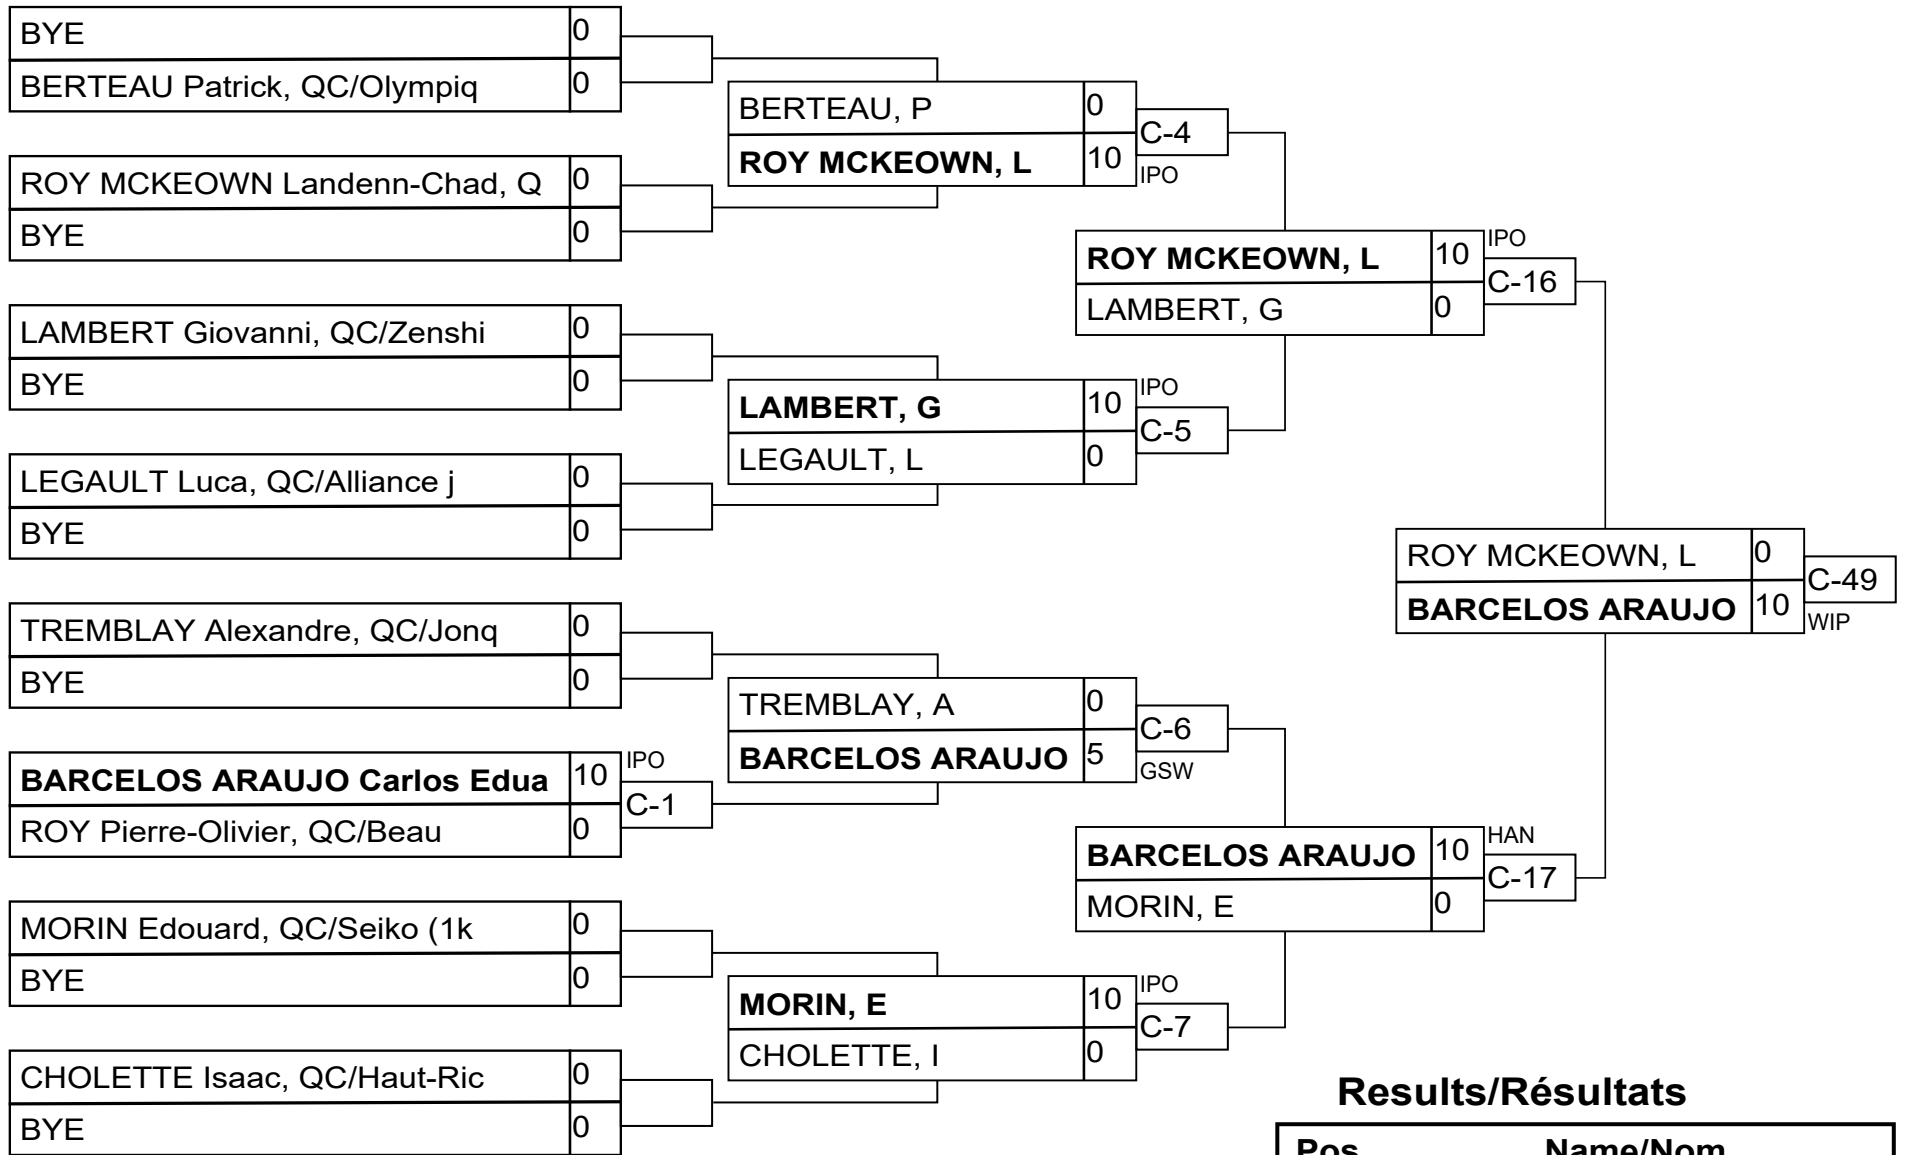 BYE 0
BERTEAU Patrick, QC/Olympiq 0
ROY MCKEOWN Landenn-Chad, Q 0
BYE 0
LAMBERT Giovanni, QC/Zenshi 0
BYE 0
LEGAULT Luca, QC/Alliance j 0
BYE 0
TREMBLAY Alexandre, QC/Jonq 0
BYE 0
BARCELOS ARAUJO Carlos Edua 10 IPO
C-1
ROY Pierre-Olivier, QC/Beau 0
MORIN Edouard, QC/Seiko (1k 0
BYE 0
CHOLETTE Isaac, QC/Haut-Ric 0
BYE 0
BERTEAU, P 0
C-4
ROY MCKEOWN, L 10 IPO
LAMBERT, G 10 IPO
C-5
LEGAULT, L 0
TREMBLAY, A 0
C-6
BARCELOS ARAUJO 5 GSW
MORIN, E 10 IPO
C-7
CHOLETTE, I 0
ROY MCKEOWN, L 10 IPO
C-16
LAMBERT, G 0
BARCELOS ARAUJO 10 HAN
C-17
MORIN, E 0
ROY MCKEOWN, L 0
C-49
BARCELOS ARAUJO 10 WIP
Results/Résultats
Pos Name/Nom